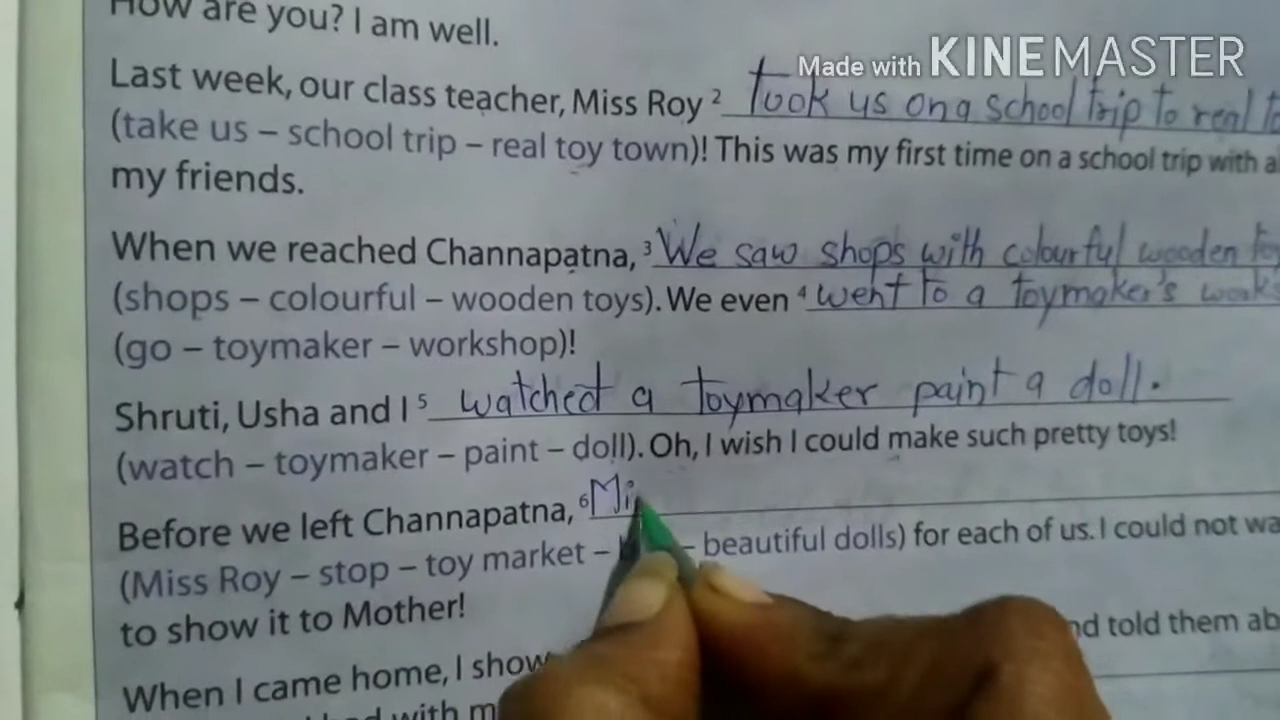 How are you? I am well.
Made with KINEMASTER
Last week, our class teacher, Miss Roy 2 took us on a school trip to real
(take us – school trip – real toy town)! This was my first time on a school trip with
my friends.
When we reached Channapatna, 3 We saw shops with colourful wooden
(shops – colourful – wooden toys). We even 4 went to a toymaker's
(go – toymaker – workshop)!
Shruti, Usha and I 5 watched a toymaker paint a doll.
(watch – toymaker – paint – doll). Oh, I wish I could make such pretty toys!
Before we left Channapatna, 6 Mi
(Miss Roy – stop – toy market – – beautiful dolls) for each of us. I could not
to show it to Mother!
When I came home, I told them
with